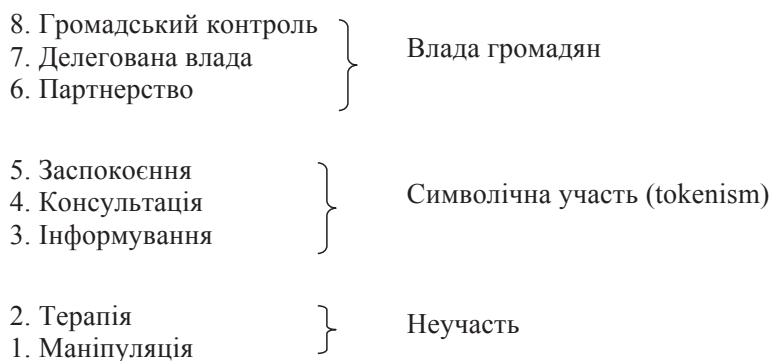 8. Громадський контроль
7. Делегована влада
6. Партнерство
Влада громадян
5. Заспокоєння
4. Консультація
3. Інформування
Символічна участь (tokenism)
2. Терапія
1. Маніпуляція
Неучасть